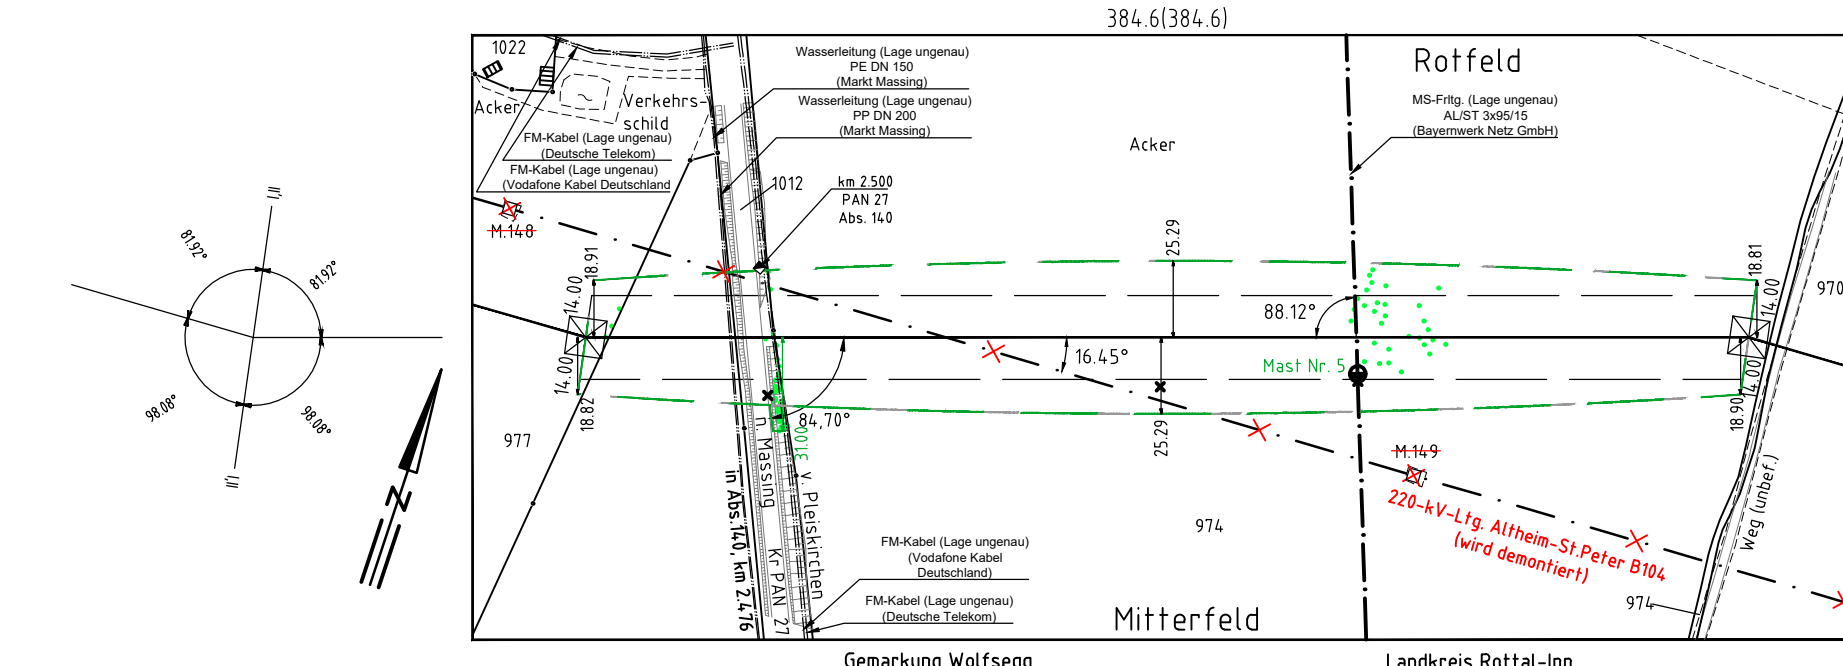 384.6(384.6)
1022
Acker
Verkehrs-
schild
FM-Kabel (Lage ungenau)
(Deutsche Telekom)
FM-Kabel (Lage ungenau)
(Vodafone Kabel Deutschland
Wasserleitung (Lage ungenau)
PE DN 150
(Markt Massing)
Wasserleitung (Lage ungenau)
PP DN 200
(Markt Massing)
1012
km 2.500
PAN 27
Abs. 140
Acker
Rotfeld
MS-Frltg. (Lage ungenau)
AL/ST 3x95/15
(Bayernwerk Netz GmbH)
M.148
18.91
14.00
14.00
18.82
25.29
25.29
88.12°
16.45°
84,70°
31.00
Mast Nr. 5
18.81
14.00
14.00
18.90
970
977
974
974
M.149
220-kV-Ltg. Altheim-St.Peter B104
(wird demontiert)
Weg (unbef.)
n. Massing
v. Pleiskirchen
in Abs.140, km 2.476
Kr PAN 27
FM-Kabel (Lage ungenau)
(Vodafone Kabel
Deutschland)
FM-Kabel (Lage ungenau)
(Deutsche Telekom)
Mitterfeld
Gemarkung Wolfsegg
Landkreis Rottal-Inn
81.92°
81.92°
98.08°
98.08°
N